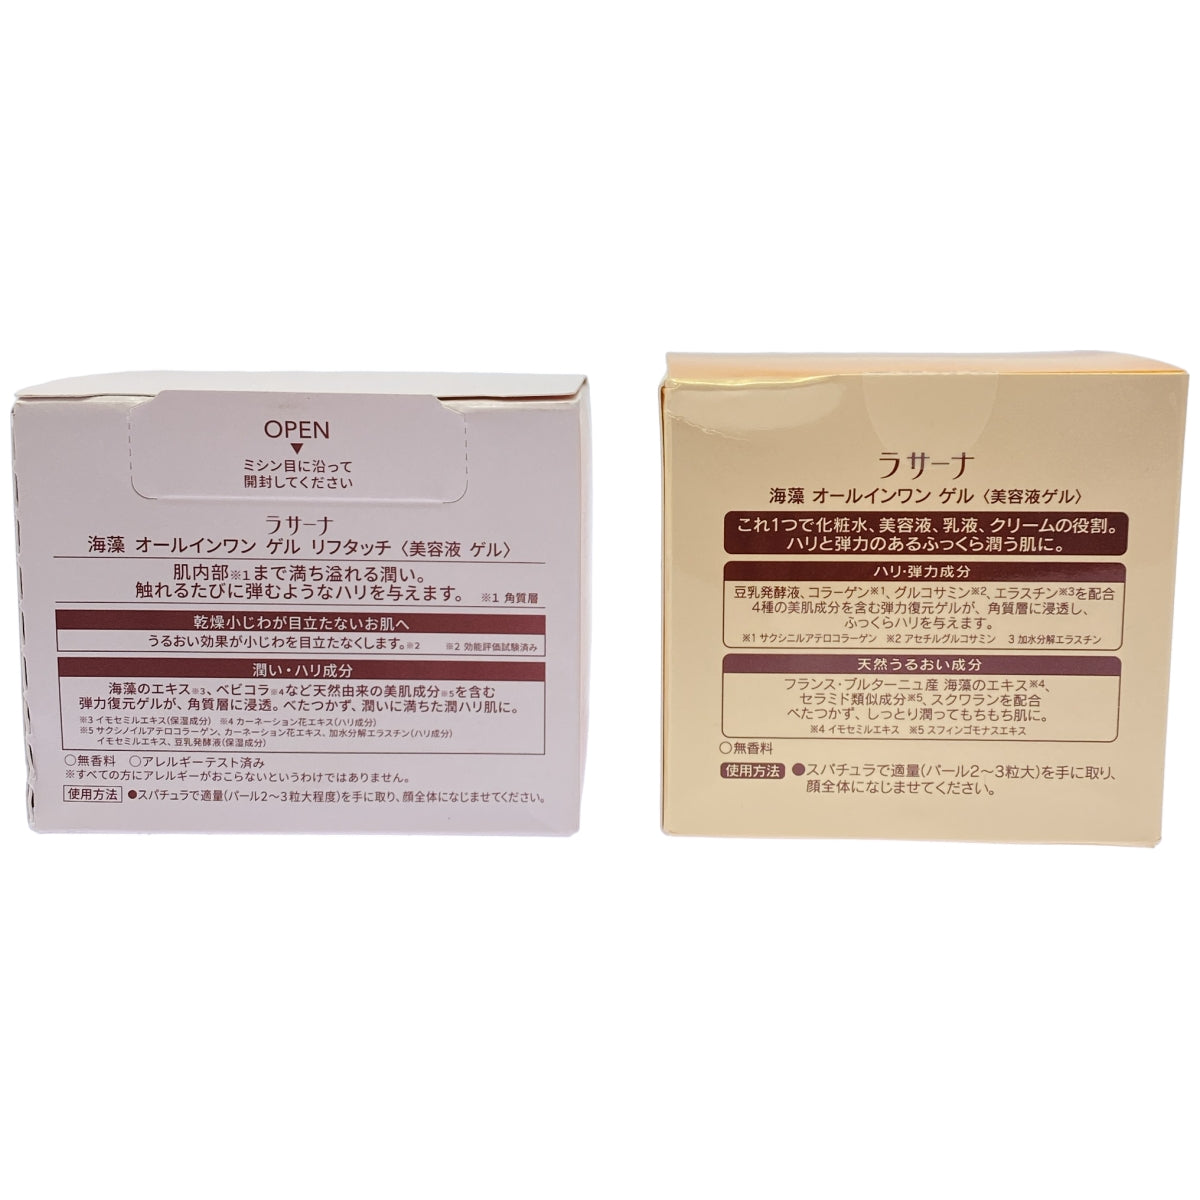 OPEN
▼
ミシン目に沿って
開封してください
ラサーナ
海藻 オールインワン ゲル リフタッチ〈美容液 ゲル〉
肌内部※1まで満ち溢れる潤い。
触れるたびに弾むようなハリを与えます。 ※1 角質層
乾燥小じわが目立たないお肌へ
うるおい効果が小じわを目立たなくします。※2 ※2 効能評価試験済み
潤い・ハリ成分
海藻のエキス※3、ベビコラ※4など天然由来の美肌成分※5を含む
弾力復元ゲルが、角質層に浸透。べたつかず、潤いに満ちた潤ハリ肌に。
※3 イモセミルエキス(保湿成分) ※4 カーネーション花エキス(ハリ成分)
※5 サクシノイルアテロコラーゲン、カーネーション花エキス、加水分解エラスチン(ハリ成分)
イモセミルエキス、豆乳発酵液(保湿成分)
○無香料 ○アレルギーテスト済み
※すべての方にアレルギーがおこらないというわけではありません。
使用方法 ●スパチュラで適量(パール2〜3粒大程度)を手に取り、顔全体になじませてください。
ラサーナ
海藻 オールインワン ゲル〈美容液ゲル〉
これ1つで化粧水、美容液、乳液、クリームの役割。
ハリと弾力のあるふっくら潤う肌に。
ハリ・弾力成分
豆乳発酵液、コラーゲン※1、グルコサミン※2、エラスチン※3を配合
4種の美肌成分を含む弾力復元ゲルが、角質層に浸透し、
ふっくらハリを与えます。
※1 サクシニルアテロコラーゲン ※2 アセチルグルコサミン 3 加水分解エラスチン
天然うるおい成分
フランス・ブルターニュ産 海藻のエキス※4、
セラミド類似成分※5、スクワランを配合
べたつかず、しっとり潤ってもちもち肌に。
※4 イモセミルエキス ※5 スフィンゴモナスエキス
○無香料
使用方法 ●スパチュラで適量(パール2〜3粒大)を手に取り、
顔全体になじませてください。